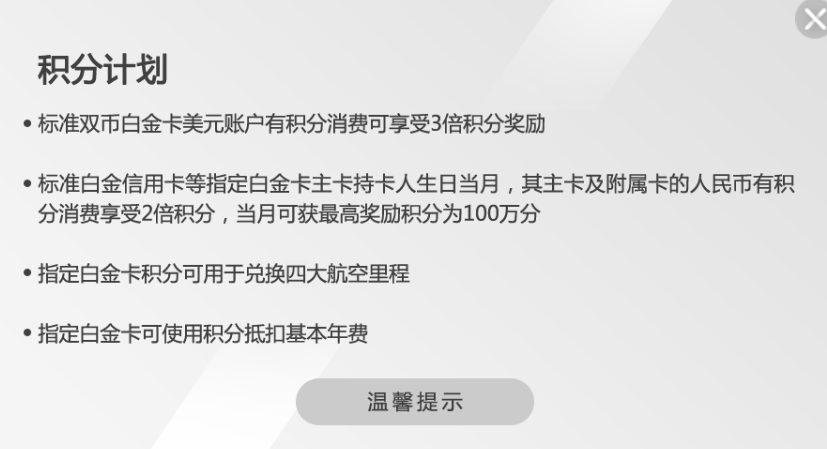 积分计划
• 标准双币白金卡美元账户有积分消费可享受3倍积分奖励
• 标准白金信用卡等指定白金卡主卡持卡人生日当月，其主卡及附属卡的人民币有积
分消费享受2倍积分，当月可获最高奖励积分为100万分
• 指定白金卡积分可用于兑换四大航空里程
• 指定白金卡可使用积分抵扣基本年费
温馨提示